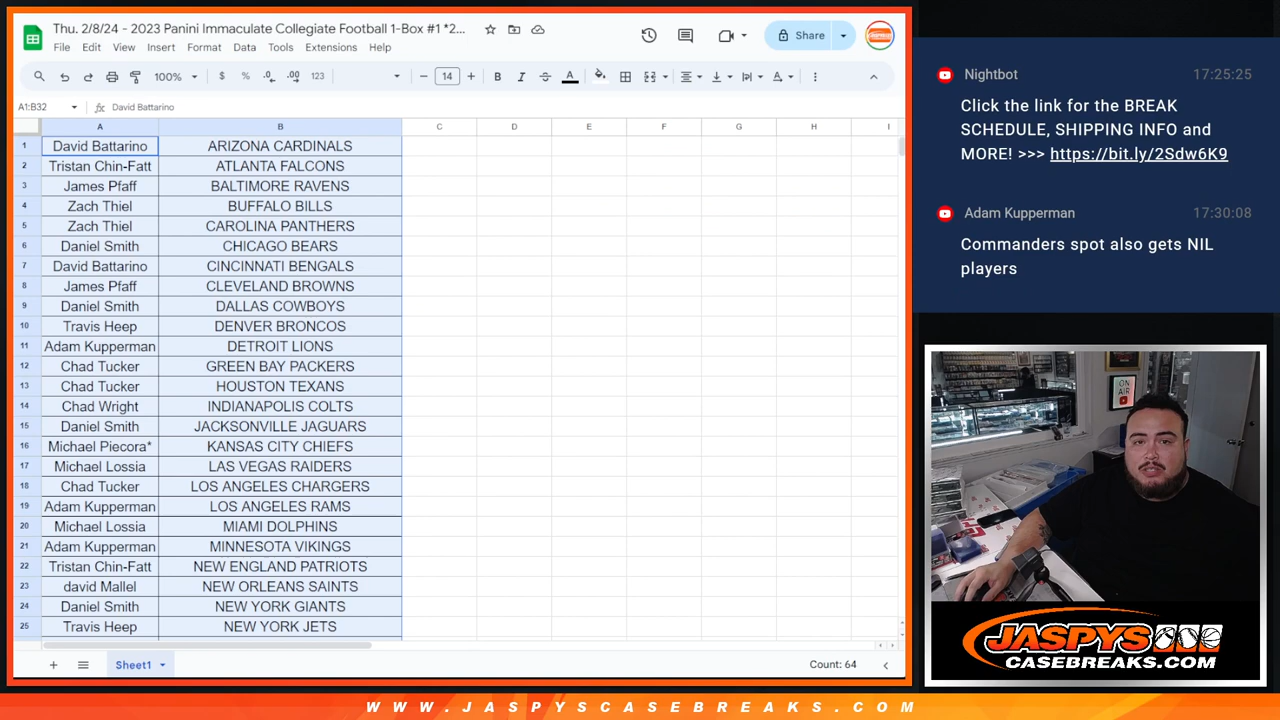 Thu. 2/8/24 - 2023 Panini Immaculate Collegiate Football 1-Box #1 *2...
File Edit View Insert Format Data Tools Extensions Help
Share
100% $ % .0 .00 123 14 B I A
A1:B32 fx David Battarino
A B C D E F G H I
1 David Battarino ARIZONA CARDINALS
2 Tristan Chin-Fatt ATLANTA FALCONS
3 James Pfaff BALTIMORE RAVENS
4 Zach Thiel BUFFALO BILLS
5 Zach Thiel CAROLINA PANTHERS
6 Daniel Smith CHICAGO BEARS
7 David Battarino CINCINNATI BENGALS
8 James Pfaff CLEVELAND BROWNS
9 Daniel Smith DALLAS COWBOYS
10 Travis Heep DENVER BRONCOS
11 Adam Kupperman DETROIT LIONS
12 Chad Tucker GREEN BAY PACKERS
13 Chad Tucker HOUSTON TEXANS
14 Chad Wright INDIANAPOLIS COLTS
15 Daniel Smith JACKSONVILLE JAGUARS
16 Michael Piecora* KANSAS CITY CHIEFS
17 Michael Lossia LAS VEGAS RAIDERS
18 Chad Tucker LOS ANGELES CHARGERS
19 Adam Kupperman LOS ANGELES RAMS
20 Michael Lossia MIAMI DOLPHINS
21 Adam Kupperman MINNESOTA VIKINGS
22 Tristan Chin-Fatt NEW ENGLAND PATRIOTS
23 david Mallel NEW ORLEANS SAINTS
24 Daniel Smith NEW YORK GIANTS
25 Travis Heep NEW YORK JETS
Sheet1
Count: 64
Nightbot 17:25:25
Click the link for the BREAK
SCHEDULE, SHIPPING INFO and
MORE! >>> https://bit.ly/2Sdw6K9
Adam Kupperman 17:30:08
Commanders spot also gets NIL
players
ON AIR
JASPYS
CASEBREAKS.COM
WWW.JASPYSCASEBREAKS.COM